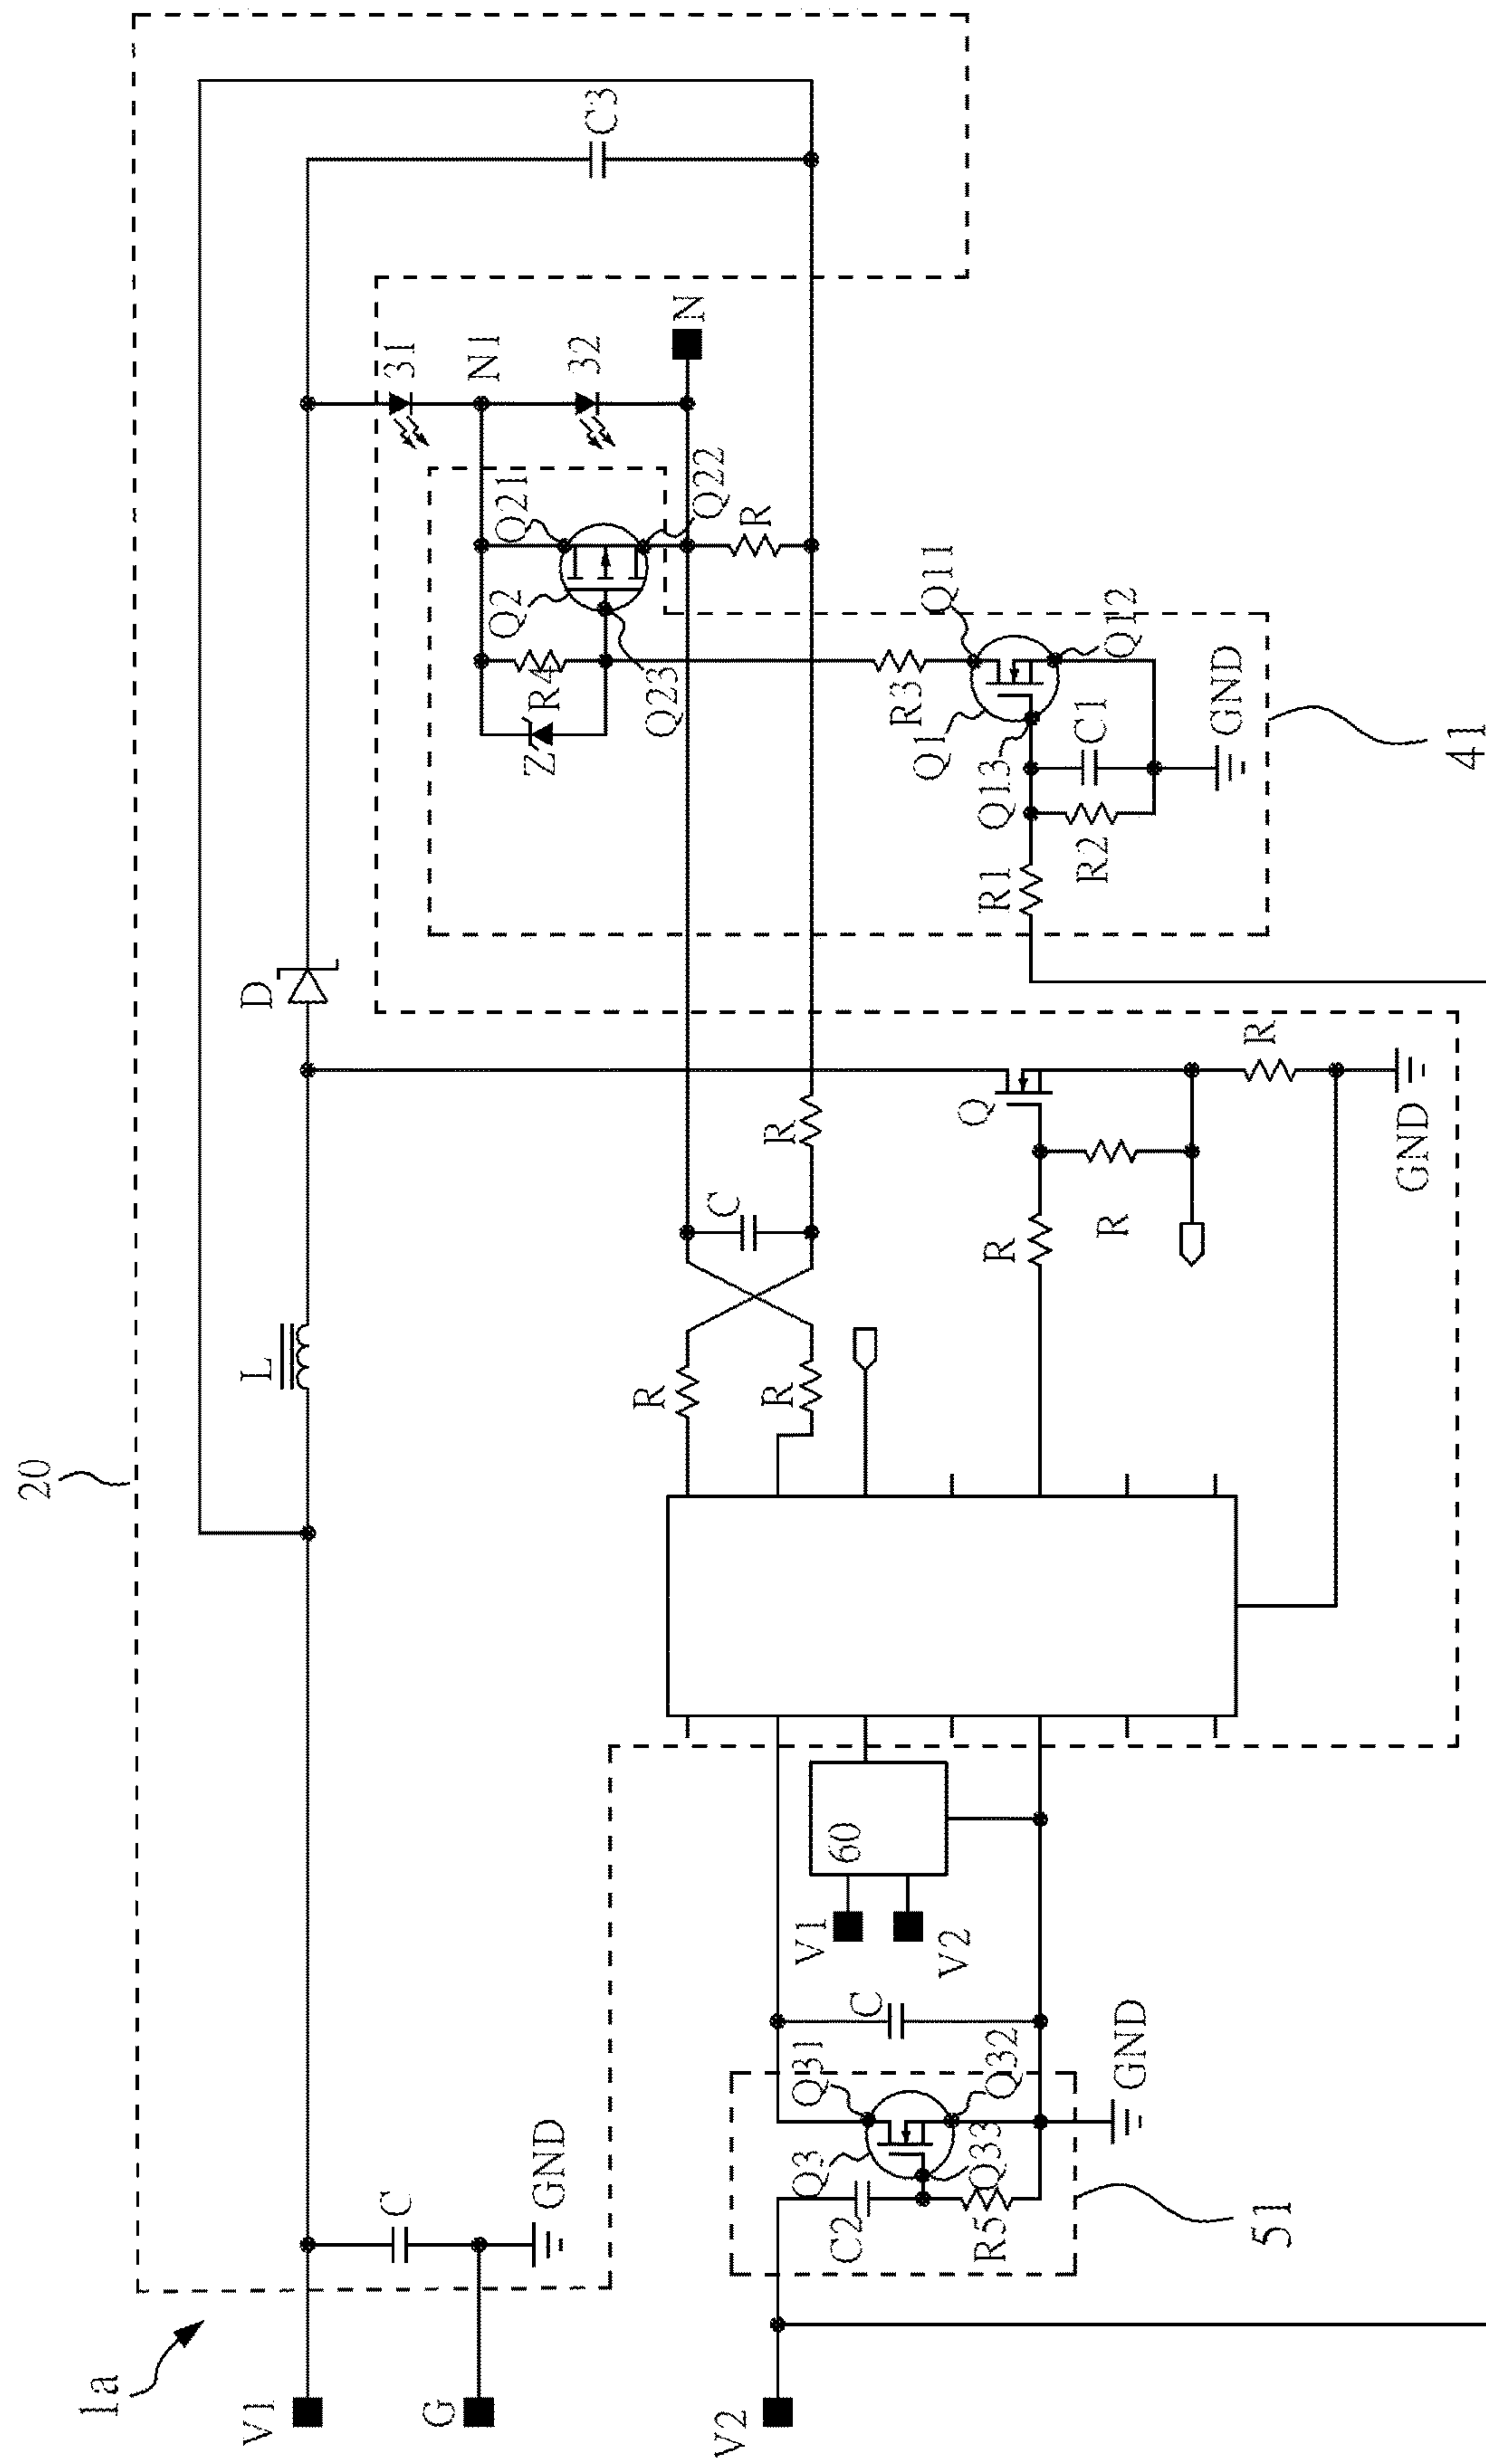 1a
20
V1
C
GND
G
L
D
C3
31
N1
32
N
Q21
Q2
Q22
R
R4
Z
Q23
R3
Q11
Q1
Q12
Q13
C1
GND
R1
R2
41
R
C
R
R
Q
R
R
R
GND
60
V1
V2
C
Q31
Q3
Q32
Q33
C2
R5
GND
51
V2